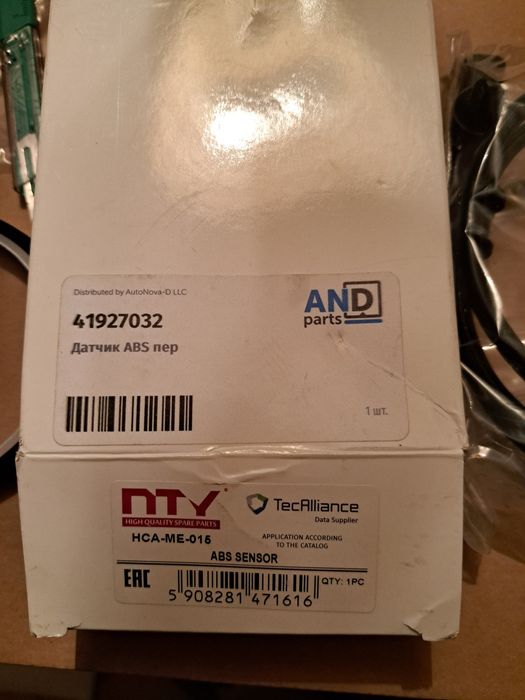 Distributed by AutoNova-D LLC
AND
parts
41927032
Датчик ABS пер
1 шт.
NTY
HIGH QUALITY SPARE PARTS
TecAlliance
Data Supplier
HCA-ME-015
APPLICATION ACCORDING
TO THE CATALOG
ABS SENSOR
EAC
QTY: 1PC
5 908281 471616